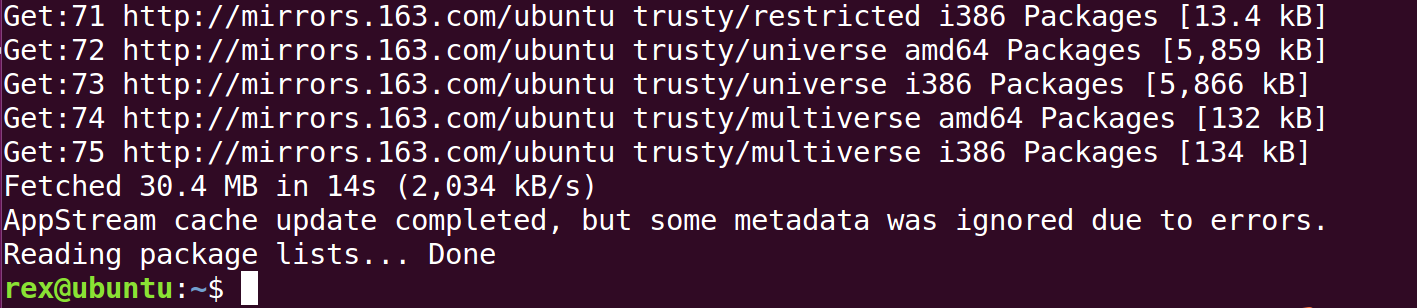 Get:71 http://mirrors.163.com/ubuntu trusty/restricted i386 Packages [13.4 kB]
Get:72 http://mirrors.163.com/ubuntu trusty/universe amd64 Packages [5,859 kB]
Get:73 http://mirrors.163.com/ubuntu trusty/universe i386 Packages [5,866 kB]
Get:74 http://mirrors.163.com/ubuntu trusty/multiverse amd64 Packages [132 kB]
Get:75 http://mirrors.163.com/ubuntu trusty/multiverse i386 Packages [134 kB]
Fetched 30.4 MB in 14s (2,034 kB/s)
AppStream cache update completed, but some metadata was ignored due to errors.
Reading package lists... Done
rex@ubuntu:~$